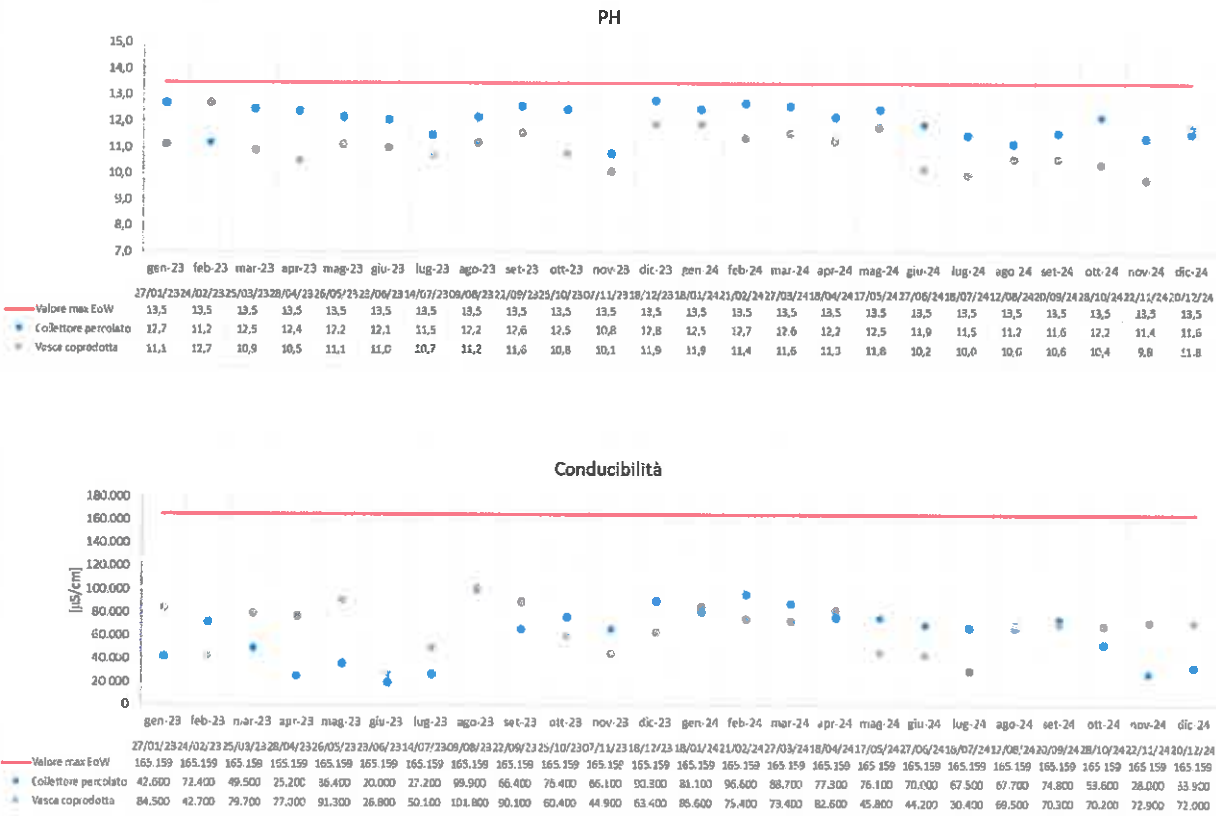 PH
15,0
14,0
13,0
12,0
11,0
10,0
9,0
8,0
7,0
gen-23 feb-23 mar-23 apr-23 mag-23 giu-23 lug-23 ago-23 set-23 ott-23 nov-23 dic-23 gen-24 feb-24 mar-24 apr-24 mag-24 giu-24 lug-24 ago 24 set-24 ott-24 nov-24 dic-24
27/01/23 24/02/23 25/03/23 28/04/23 26/05/23 23/06/23 14/07/23 09/08/23 22/09/23 25/10/23 07/11/23 18/12/23 18/01/24 21/02/24 27/03/24 18/04/24 17/05/24 27/06/24 18/07/24 12/08/24 20/09/24 28/10/24 22/11/24 20/12/24
Valore max EoW 13,5 13,5 13,5 13,5 13,5 13,5 13,5 13,5 13,5 13,5 13,5 13,5 13,5 13,5 13,5 13,5 13,5 13,5 13,5 13,5 13,5 13,5 13,5 13,5
Collettore percolato 12,7 11,2 12,5 12,4 12,2 12,1 11,5 12,2 12,6 12,5 10,8 12,8 12,5 12,7 12,6 12,2 12,5 11,9 11,5 11,2 11,6 12,2 11,4 11,6
Vasca coprodotta 11,1 12,7 10,9 10,5 11,1 11,0 10,7 11,2 11,6 10,8 10,1 11,9 11,9 11,4 11,6 11,3 11,8 10,2 10,0 10,6 10,6 10,4 9,8 11,8
Conducibilità
180.000
160.000
140.000
120.000
100.000
80.000
60.000
40.000
20 000
0
[µS/cm]
gen-23 feb-23 mar-23 apr-23 mag-23 giu-23 lug-23 ago-23 set-23 ott-23 nov-23 dic-23 gen-24 feb-24 mar-24 apr-24 mag-24 giu-24 lug-24 ago-24 set-24 ott-24 nov-24 dic 24
27/01/23 24/02/23 25/03/23 28/04/23 26/05/23 23/06/23 14/07/23 09/08/23 22/09/23 25/10/23 07/11/23 18/12/23 18/01/24 21/02/24 27/03/24 18/04/24 17/05/24 27/06/24 18/07/24 12/08/24 20/09/24 28/10/24 22/11/24 20/12/24
Valore max EoW 165.159 165.159 165.159 165.159 165.159 165.159 165.159 165.159 165.159 165.159 165.159 165.159 165.159 165.159 165.159 165.159 165.159 165.159 165.159 165.159 165.159 165.159 165.159 165.159
Collettore percolato 42.600 72.400 49.500 25.200 36.400 20.000 27.200 99.900 66.400 76.400 66.100 90.300 81.100 96.600 88.700 77.300 76.100 70.000 67.500 67.700 74.800 53.600 28.000 33.900
Vasca coprodotta 84.500 42.700 79.700 77.000 91.300 26.800 50.100 101.800 90.100 60.400 44.900 63.400 86.600 75.400 73.400 82.600 45.800 44.200 30.400 69.500 70.300 70.200 72.900 72.000